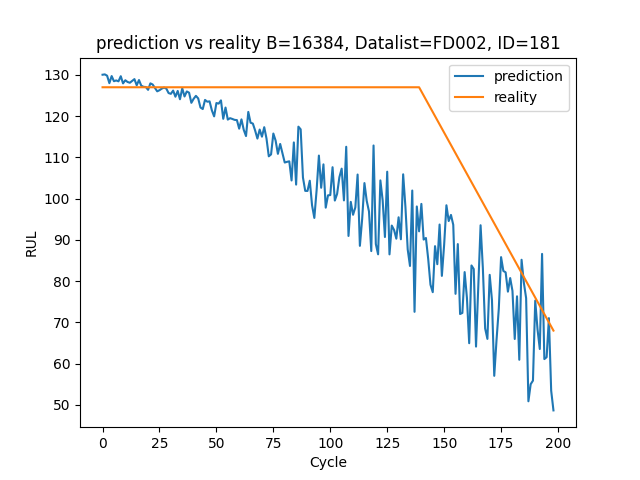 prediction vs reality B=16384, Datalist=FD002, ID=181
prediction
reality
130
120
110
100
90
80
70
60
50
RUL
0 25 50 75 100 125 150 175 200
Cycle